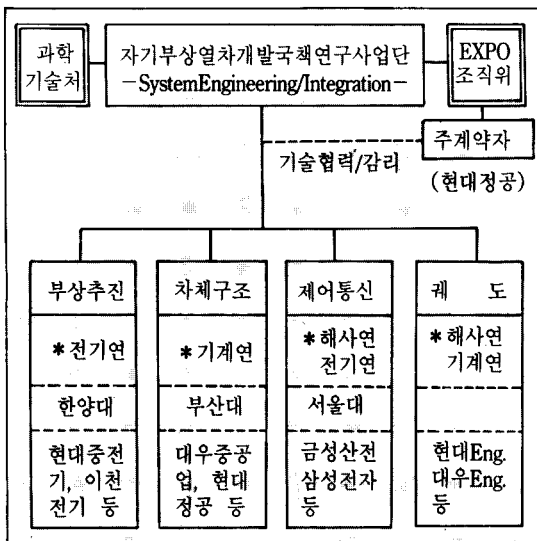 과학
기술처
자기부상열차개발국책연구사업단
-SystemEngineering/Integration-
EXPO
조직위
주계약자
기술협력/감리
(현대정공)
부상추진
*전기연
한양대
현대중전
기, 이천
전기 등
차체구조
*기계연
부산대
대우중공
업, 현대
정공 등
제어통신
*해사연
전기연
서울대
금성산전
삼성전자
등
궤 도
*해사연
기계연
현대Eng.
대우Eng.
등